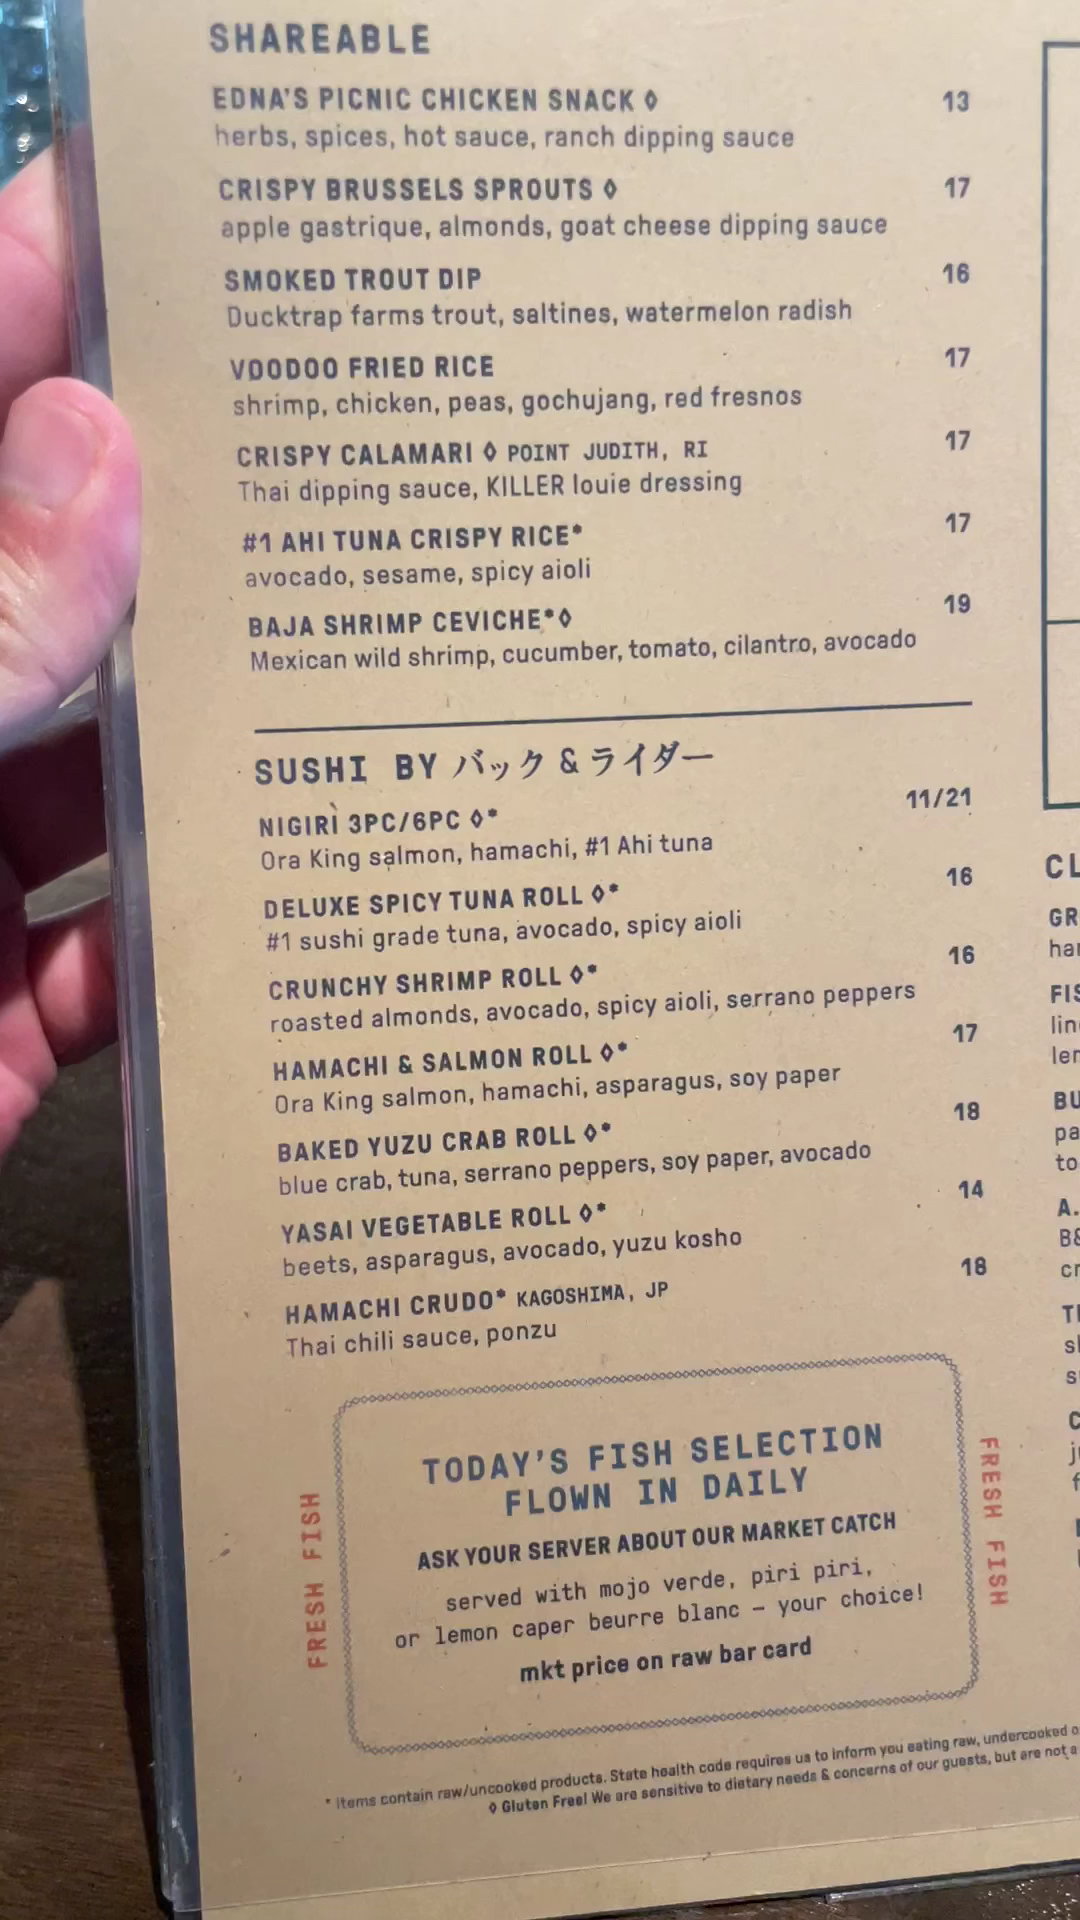 SHAREABLE
EDNA'S PICNIC CHICKEN SNACK ◊ 13
herbs, spices, hot sauce, ranch dipping sauce
CRISPY BRUSSELS SPROUTS ◊ 17
apple gastrique, almonds, goat cheese dipping sauce
SMOKED TROUT DIP 16
Ducktrap farms trout, saltines, watermelon radish
VOODOO FRIED RICE 17
shrimp, chicken, peas, gochujang, red fresnos
CRISPY CALAMARI ◊ POINT JUDITH, RI 17
Thai dipping sauce, KILLER louie dressing
#1 AHI TUNA CRISPY RICE* 17
avocado, sesame, spicy aioli
BAJA SHRIMP CEVICHE*◊ 19
Mexican wild shrimp, cucumber, tomato, cilantro, avocado
SUSHI BY バック & ライダー
NIGIRI 3PC/6PC ◊* 11/21
Ora King salmon, hamachi, #1 Ahi tuna
DELUXE SPICY TUNA ROLL ◊* 16
#1 sushi grade tuna, avocado, spicy aioli
CRUNCHY SHRIMP ROLL ◊* 16
roasted almonds, avocado, spicy aioli, serrano peppers
HAMACHI & SALMON ROLL ◊* 17
Ora King salmon, hamachi, asparagus, soy paper
BAKED YUZU CRAB ROLL ◊* 18
blue crab, tuna, serrano peppers, soy paper, avocado
YASAI VEGETABLE ROLL ◊* 14
beets, asparagus, avocado, yuzu kosho
HAMACHI CRUDO* KAGOSHIMA, JP 18
Thai chili sauce, ponzu
FRESH FISH
TODAY'S FISH SELECTION
FLOWN IN DAILY
ASK YOUR SERVER ABOUT OUR MARKET CATCH
served with mojo verde, piri piri,
or lemon caper beurre blanc – your choice!
mkt price on raw bar card
FRESH FISH
* Items contain raw/uncooked products. State health code requires us to inform you eating raw, undercooked
◊ Gluten Free! We are sensitive to dietary needs & concerns of our guests, but are not a